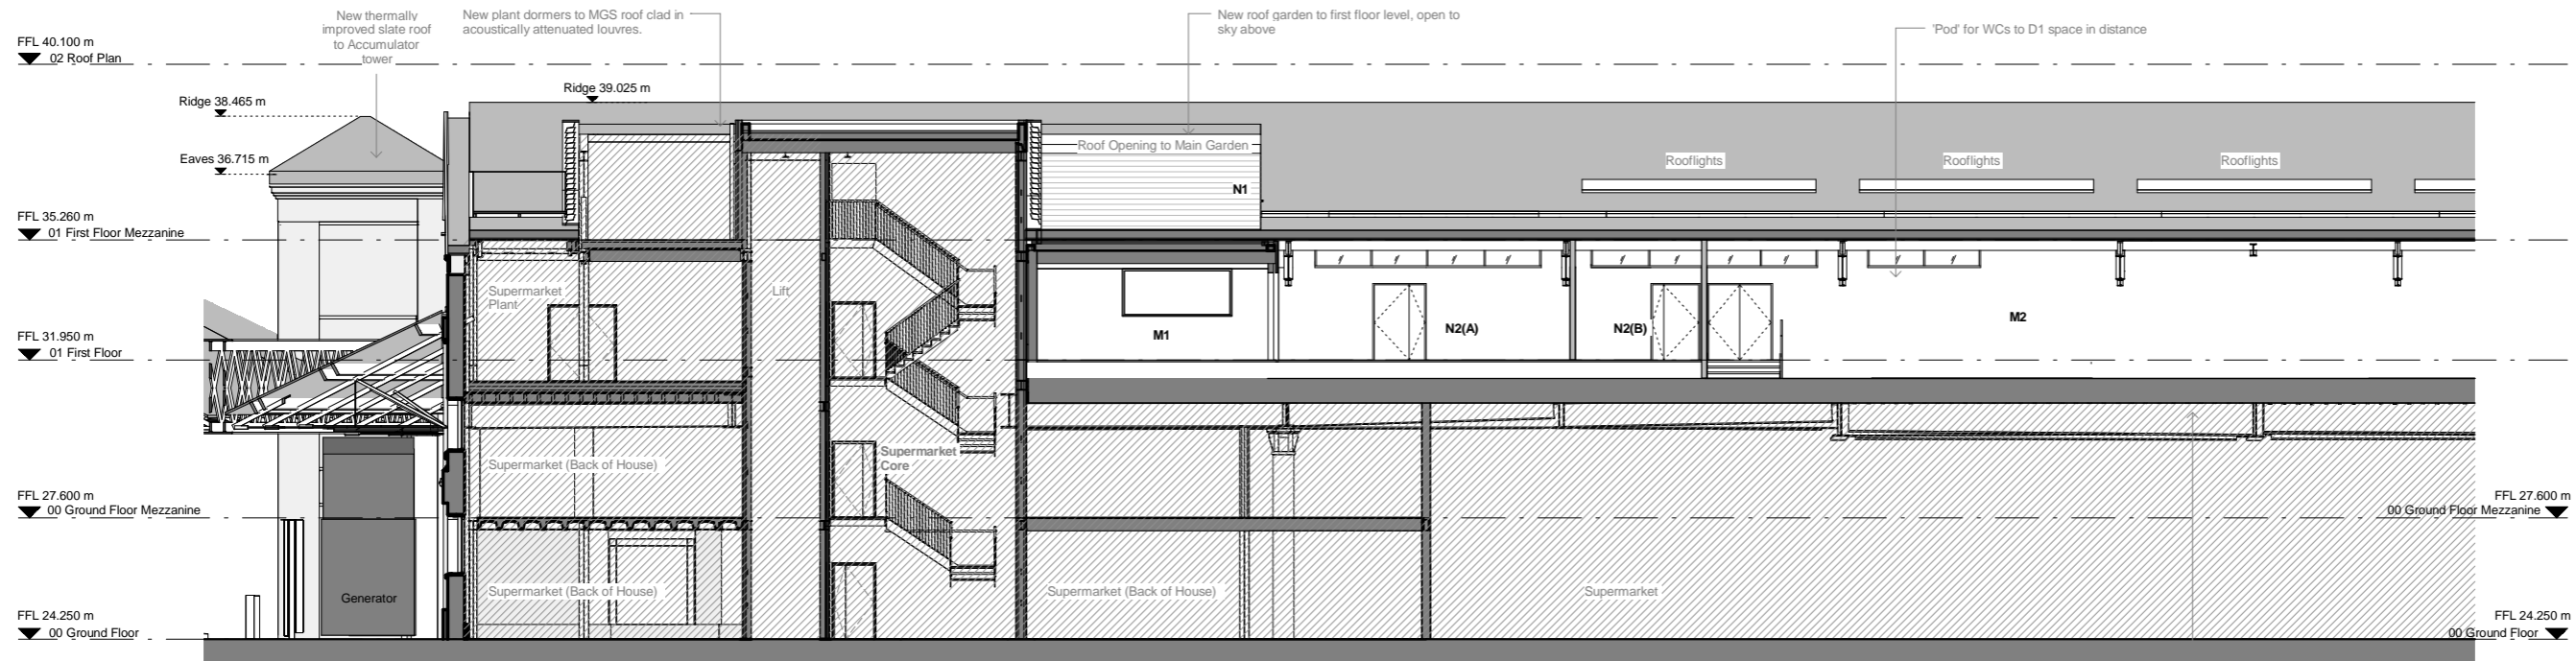 New thermally
improved slate roof
to Accumulator
tower
New plant dormers to MGS roof clad in
acoustically attenuated louvres.
New roof garden to first floor level, open to
sky above
'Pod' for WCs to D1 space in distance
FFL 40.100 m
02 Roof Plan
Ridge 38.465 m
Ridge 39.025 m
Eaves 36.715 m
Roof Opening to Main Garden
Rooflights
Rooflights
Rooflights
N1
FFL 35.260 m
01 First Floor Mezzanine
Supermarket
Plant
Lift
FFL 31.950 m
01 First Floor
M1
N2(A)
N2(B)
M2
Supermarket (Back of House)
Supermarket
Core
FFL 27.600 m
00 Ground Floor Mezzanine
FFL 27.600 m
00 Ground Floor Mezzanine
Generator
Supermarket (Back of House)
Supermarket (Back of House)
Supermarket
FFL 24.250 m
00 Ground Floor
FFL 24.250 m
00 Ground Floor